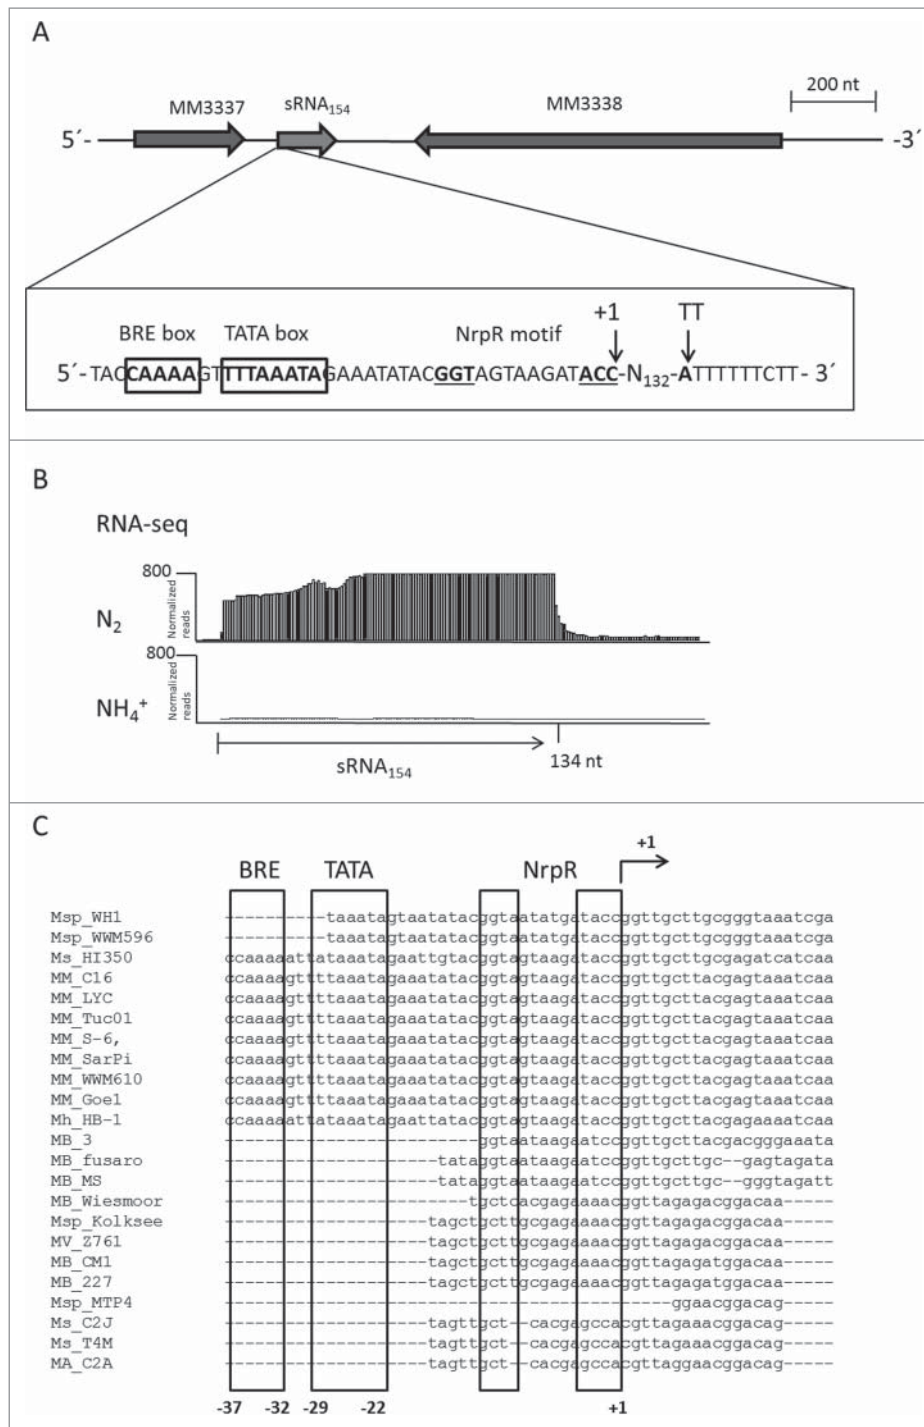 A
MM3337
sRNA154
MM3338
200 nt
5´-
-3´
BRE box
TATA box
NrpR motif
+1
TT
5´- TACCAAAAGTTTTAAATAGAAATATACGGTAGTAAGATACC-N132-ATTTTTTCTT- 3´
B
RNA-seq
800
Normalized reads
N2
800
Normalized reads
NH4+
sRNA154
134 nt
C
BRE
TATA
NrpR
+1
Msp_WH1 ----------taaatagtaatatacggtaatatgataccggttgcttgcgggtaaatcga
Msp_WWM596 ----------taaatagtaatatacggtaatatgataccggttgcttgcgggtaaatcga
Ms_HI350 ccaaaaattataaatagaattgtacggtagtaagataccggttgcttgcgagatcatcaa
MM_C16 ccaaaagttttaaatagaaatatacggtagtaagataccggttgcttacgagtaaatcaa
MM_LYC ccaaaagttttaaatagaaatatacggtagtaagataccggttgcttacgagtaaatcaa
MM_Tuc01 ccaaaagttttaaatagaaatatacggtagtaagataccggttgcttacgagtaaatcaa
MM_S-6, ccaaaagttttaaatagaaatatacggtagtaagataccggttgcttacgagtaaatcaa
MM_SarPi ccaaaagttttaaatagaaatatacggtagtaagataccggttgcttacgagtaaatcaa
MM_WWM610 ccaaaagttttaaatagaaatatacggtagtaagataccggttgcttacgagtaaatcaa
MM_Goe1 ccaaaagttttaaatagaaatatacggtagtaagataccggttgcttacgagtaaatcaa
Mh_HB-1 ccaaaaattataaatagaattatacggtagtaagataccggttgcttacgagaaaatcaa
MB_3 -------------------------ggtaataagaatccggttgcttacgacgggaaata
MB_fusaro ---------------------tataggtaataagaatccggttgcttgc--gagtagata
MB_MS ---------------------tataggtaataagaatccggttgcttgc--gggtagatt
MB_Wiesmoor ------------------------tgctcacgagaaaacggttagagacggacaa-----
Msp_Kolksee --------------------tagctgcttgcgagaaaacggttagagacggacaa-----
MV_Z761 --------------------tagctgcttgcgagaaaacggttagagacggacaa-----
MB_CM1 --------------------tagctgcttgcgagaaaacggttagagatggacaa-----
MB_227 --------------------tagctgcttgcgagaaaacggttagagatggacaa-----
Msp_MTP4 --------------------------------------------ggaacggacag-----
Ms_C2J --------------------tagttgct--cacgagccacgttagaaacggacag-----
Ms_T4M --------------------tagttgct--cacgagccacgttagaaacggacag-----
MA_C2A --------------------tagttgct--cacgagccacgttaggaacggacag-----
-37 -32 -29 -22 +1